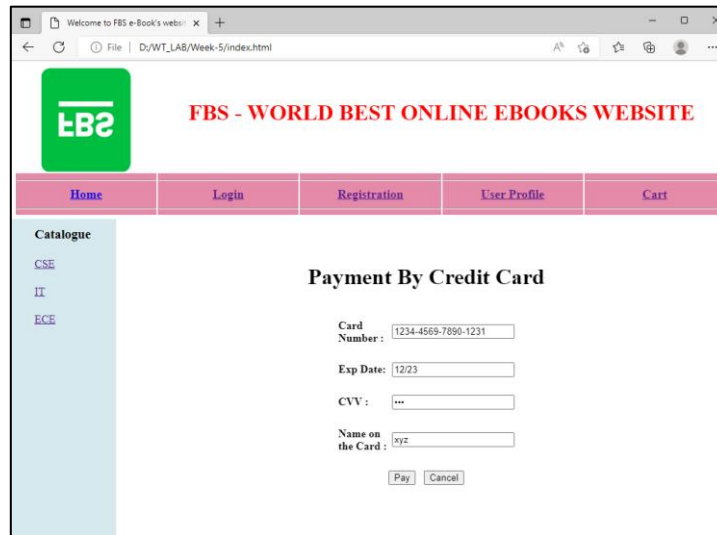 Welcome to FBS e-Book's websit
File D:/WT_LAB/Week-5/index.html
FBS
FBS - WORLD BEST ONLINE EBOOKS WEBSITE
Home Login Registration User Profile Cart
Catalogue
CSE
IT
ECE
Payment By Credit Card
Card
Number : 1234-4569-7890-1231
Exp Date: 12/23
CVV : •••
Name on
the Card : xyz
Pay Cancel